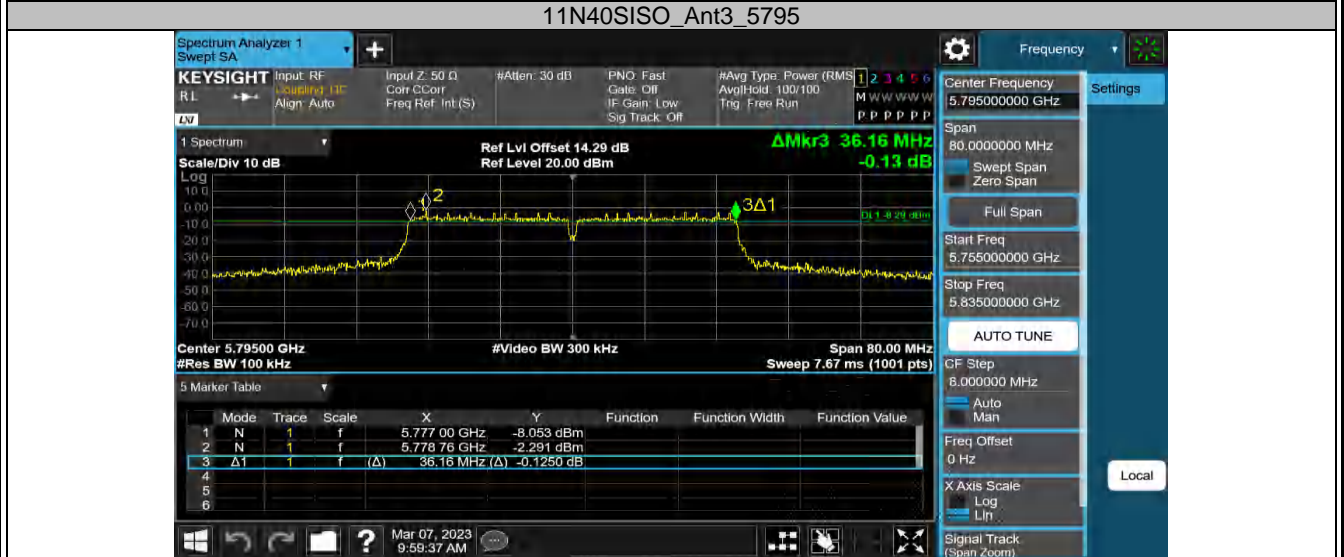 11N40SISO_Ant3_5795
Spectrum Analyzer 1
Swept SA
+
Frequency
KEYSIGHT
RL
LXI
Input: RF
Coupling: DC
Align: Auto
Input Z: 50 Ω
Corr CCorr
Freq Ref: Int (S)
#Atten: 30 dB
PNO: Fast
Gate: Off
IF Gain: Low
Sig Track: Off
#Avg Type: Power (RMS
Avg|Hold: 100/100
Trig: Free Run
1 2 3 4 5 6
M W W W W W
P P P P P P
Center Frequency
5.795000000 GHz
Settings
Span
80.0000000 MHz
Swept Span
Zero Span
Full Span
Start Freq
5.755000000 GHz
Stop Freq
5.835000000 GHz
AUTO TUNE
CF Step
8.000000 MHz
Auto
Man
Freq Offset
0 Hz
X Axis Scale
Log
Lin
Signal Track
(Span Zoom)
Local
1 Spectrum
Scale/Div 10 dB
Ref Lvl Offset 14.29 dB
Ref Level 20.00 dBm
ΔMkr3 36.16 MHz
-0.13 dB
Log
10.0
0.00
-10.0
-20.0
-30.0
-40.0
-50.0
-60.0
-70.0
2
3Δ1
DL1 -8.29 dBm
Center 5.79500 GHz
#Video BW 300 kHz
Span 80.00 MHz
#Res BW 100 kHz
Sweep 7.67 ms (1001 pts)
5 Marker Table
Mode Trace Scale X Y Function Function Width Function Value
1 N 1 f 5.777 00 GHz -8.053 dBm
2 N 1 f 5.778 76 GHz -2.291 dBm
3 Δ1 1 f (Δ) 36.16 MHz (Δ) -0.1250 dB
4
5
6
?
Mar 07, 2023
9:59:37 AM